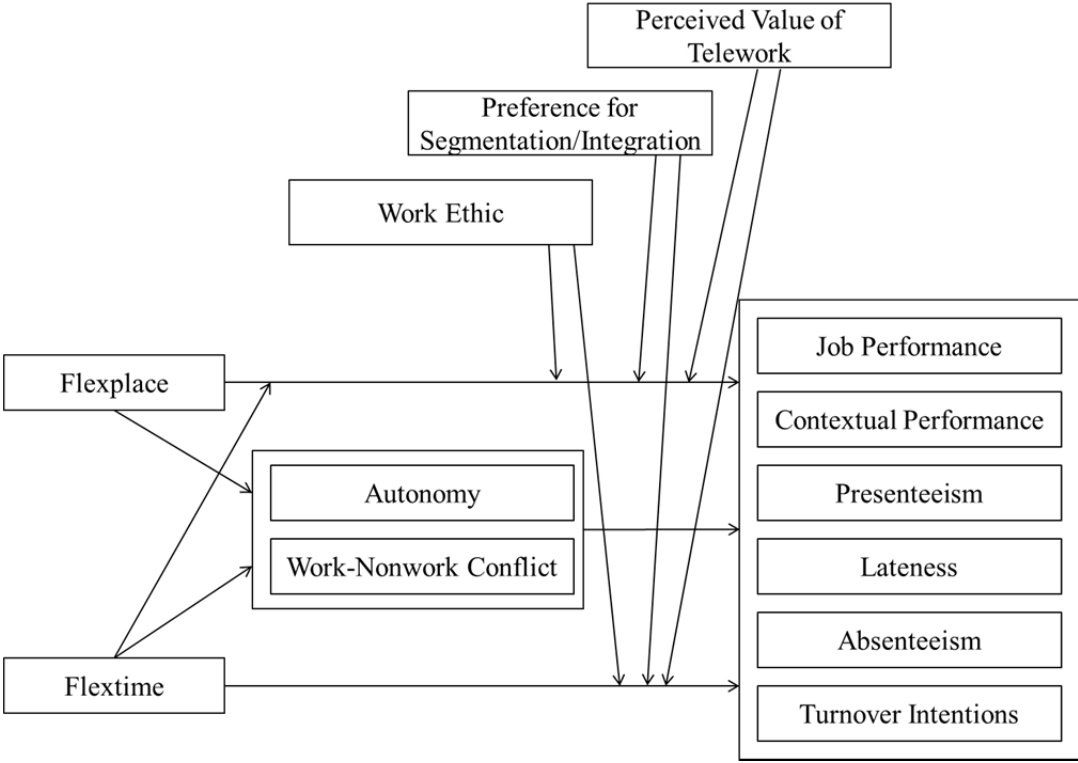 Perceived Value of
Telework
Preference for
Segmentation/Integration
Work Ethic
Flexplace
Autonomy
Work-Nonwork Conflict
Flextime
Job Performance
Contextual Performance
Presenteeism
Lateness
Absenteeism
Turnover Intentions